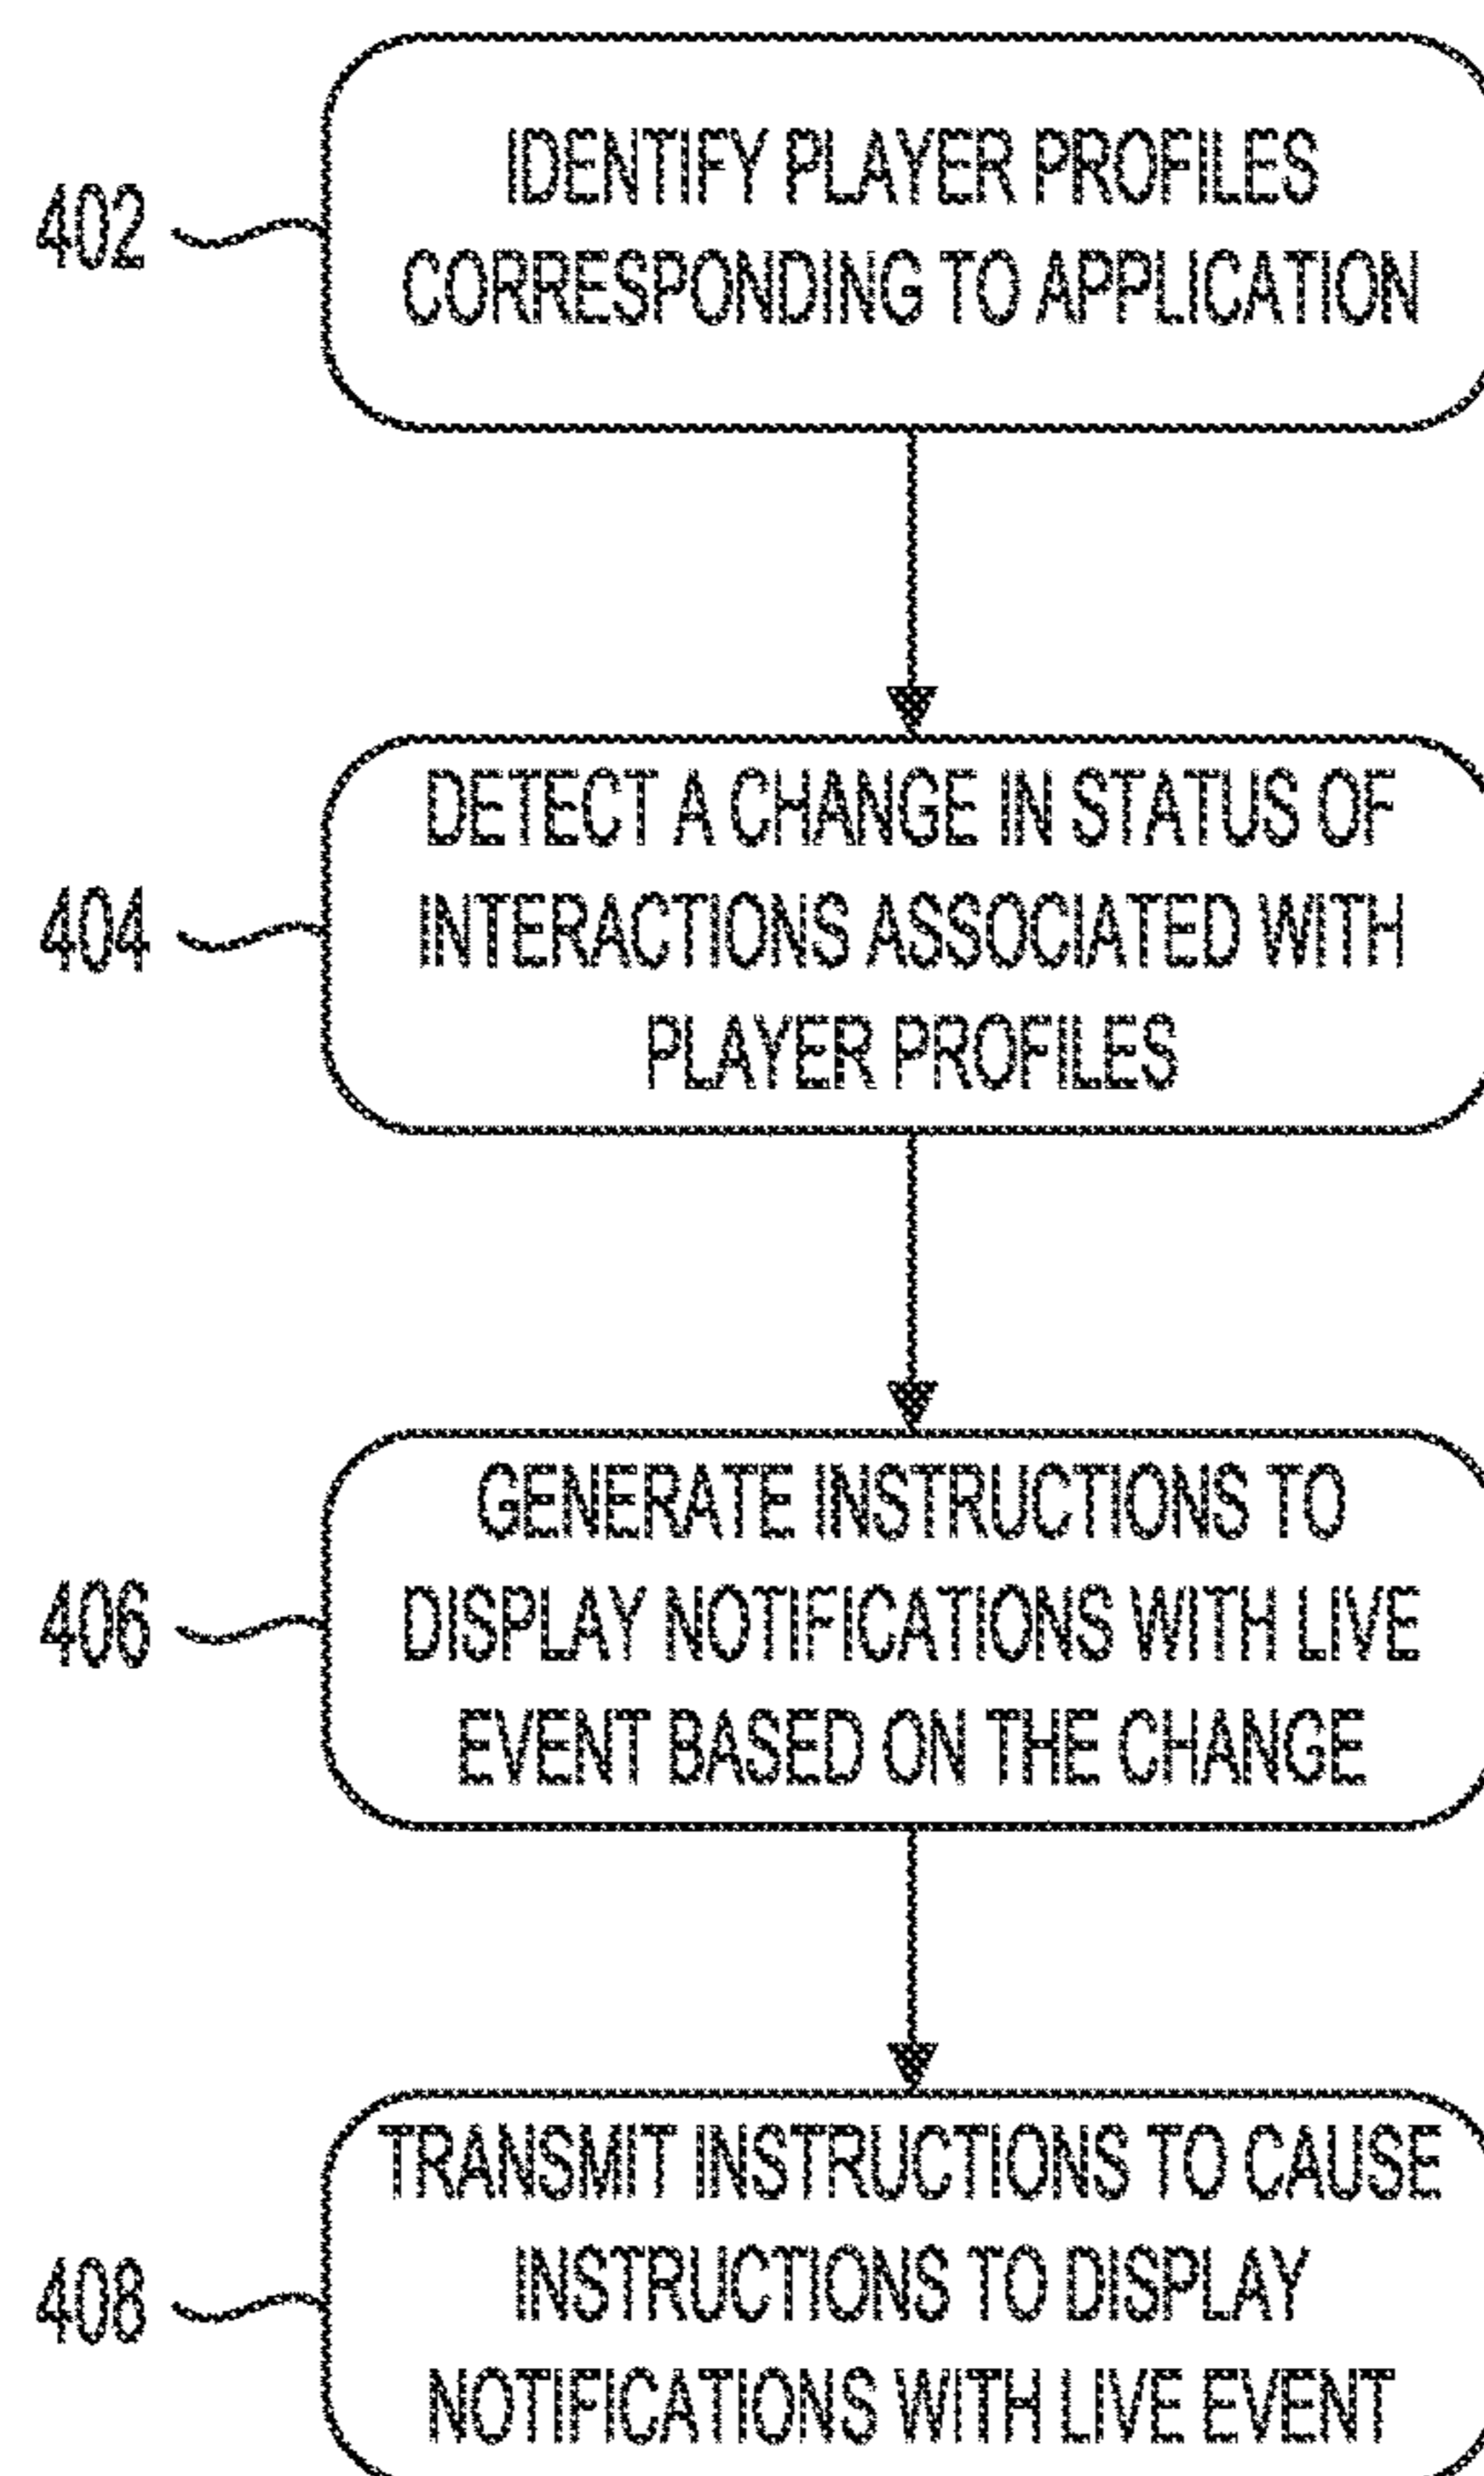 402
IDENTIFY PLAYER PROFILES
CORRESPONDING TO APPLICATION
404
DETECT A CHANGE IN STATUS OF
INTERACTIONS ASSOCIATED WITH
PLAYER PROFILES
406
GENERATE INSTRUCTIONS TO
DISPLAY NOTIFICATIONS WITH LIVE
EVENT BASED ON THE CHANGE
408
TRANSMIT INSTRUCTIONS TO CAUSE
INSTRUCTIONS TO DISPLAY
NOTIFICATIONS WITH LIVE EVENT